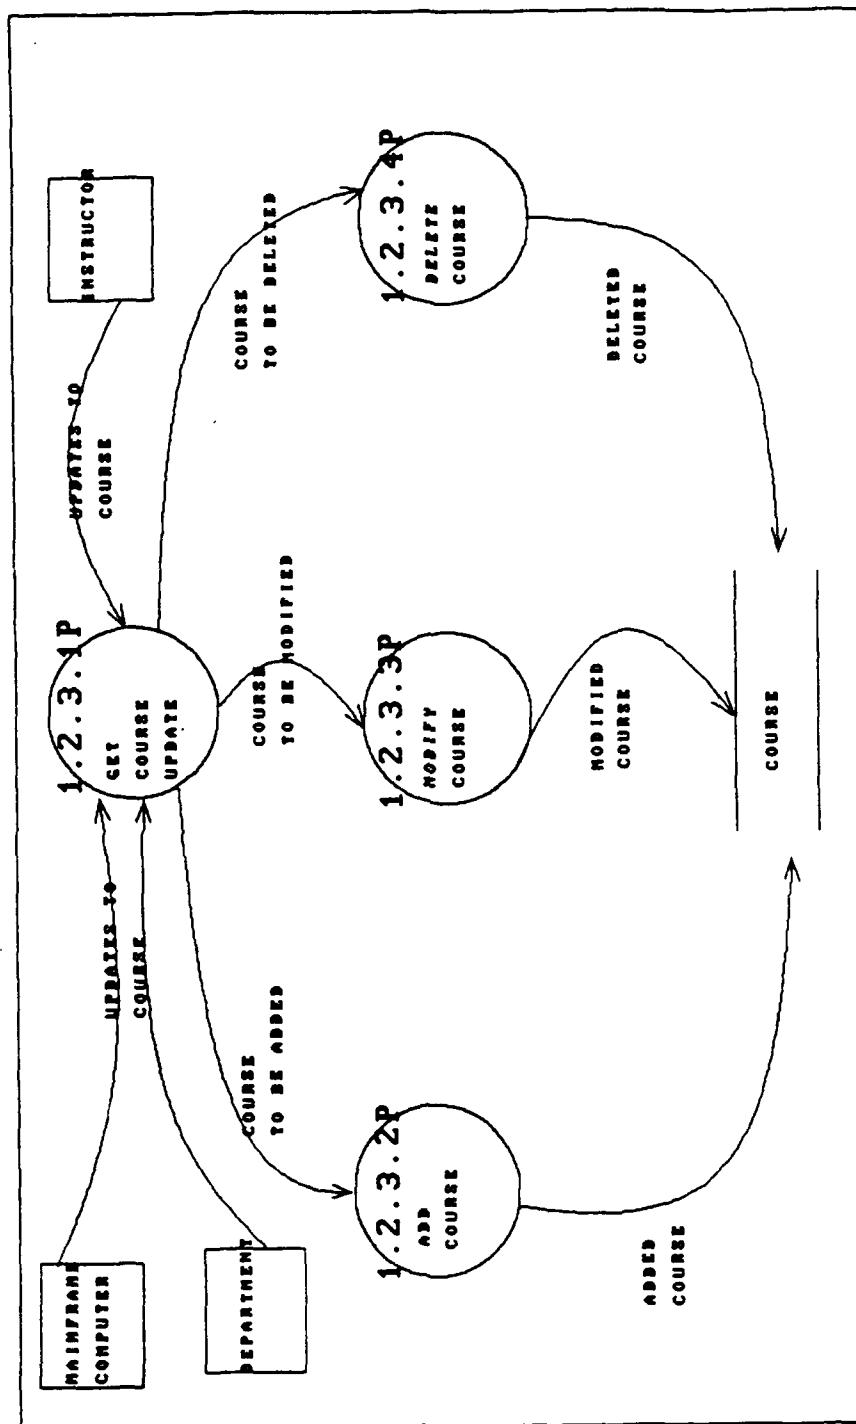 MAINFRAME
COMPUTER
DEPARTMENT
UPDATES TO
COURSE
1.2.3.1P
GET
COURSE
UPDATE
UPDATES TO
COURSE
INSTRUCTOR
COURSE
TO BE ADDED
COURSE
TO BE MODIFIED
COURSE
TO BE DELETED
1.2.3.2P
ADD
COURSE
1.2.3.3P
MODIFY
COURSE
1.2.3.4P
DELETE
COURSE
ADDED
COURSE
MODIFIED
COURSE
DELETED
COURSE
COURSE